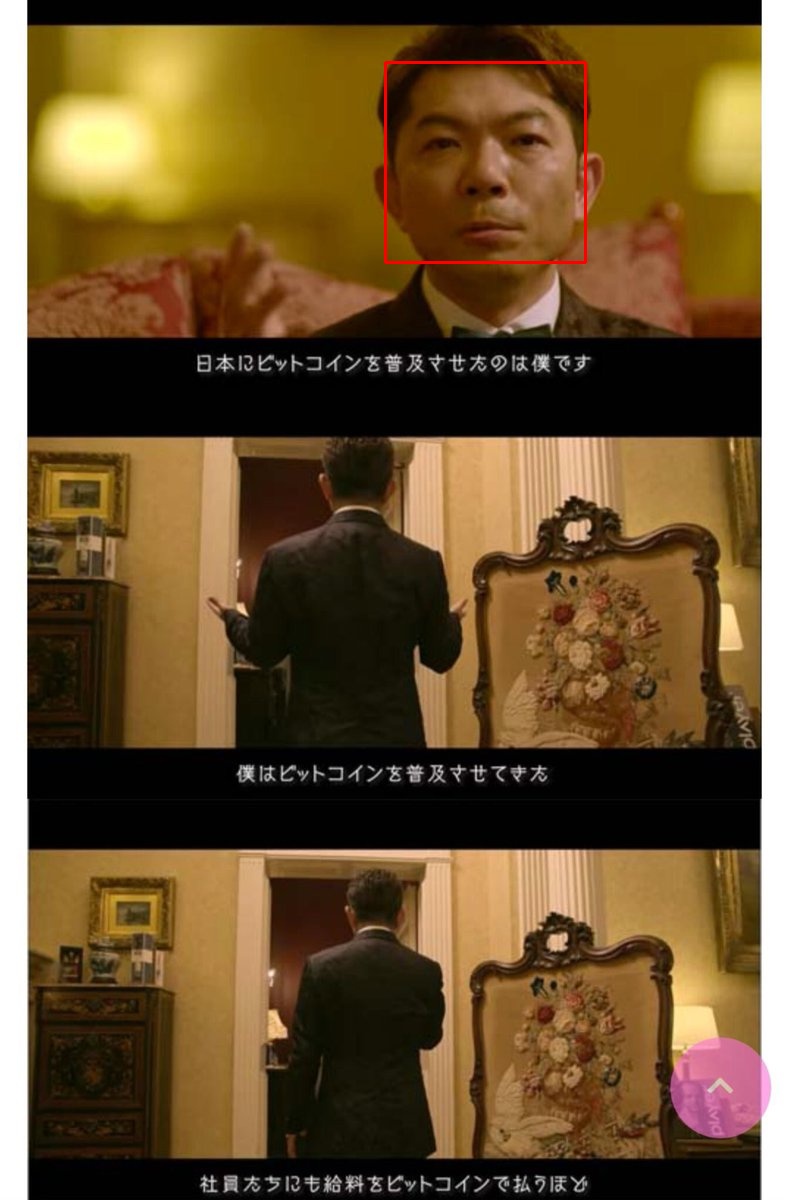 日本にビットコインを普及させたのは僕です
僕はビットコインを普及させてきた
PLAYER
社員たちにも給料をビットコインで払うほど